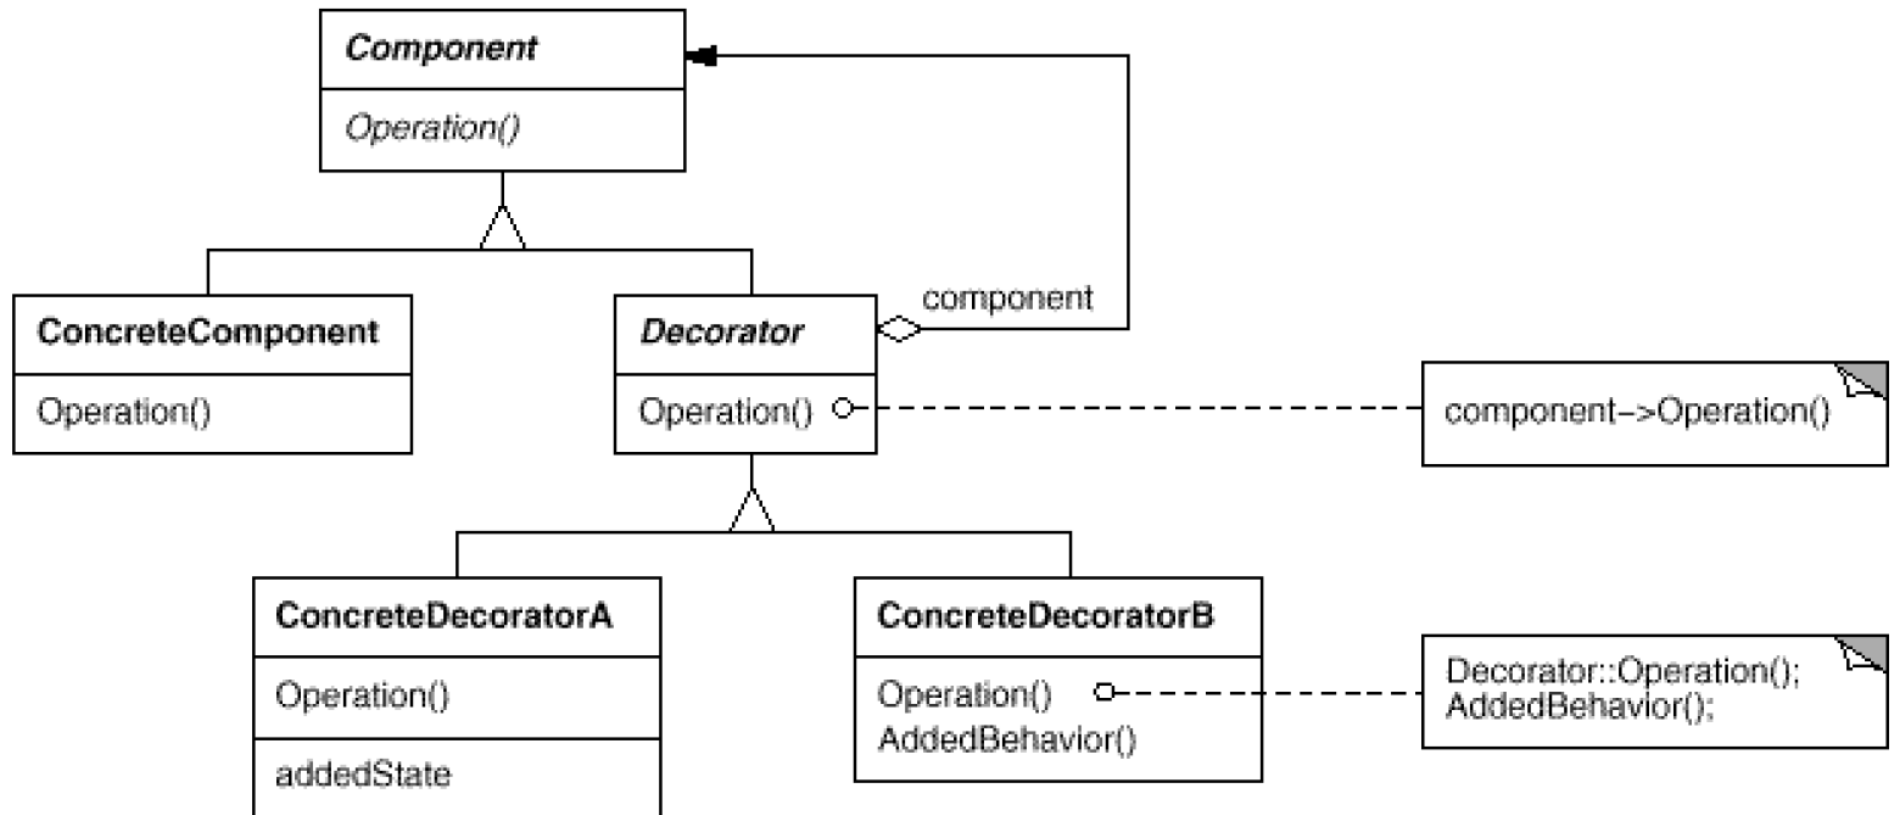 Component
Operation()
component
ConcreteComponent
Operation()
Decorator
Operation()
component–>Operation()
ConcreteDecoratorA
Operation()
addedState
ConcreteDecoratorB
Operation()
AddedBehavior()
Decorator::Operation();
AddedBehavior();